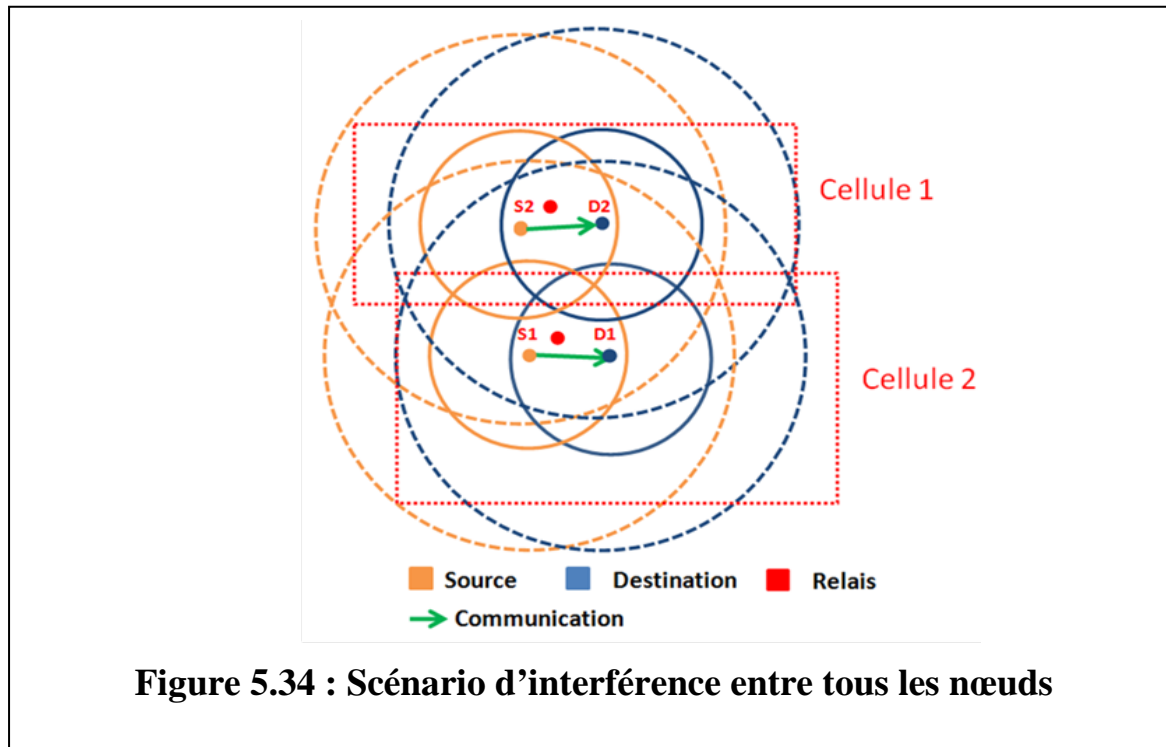 Cellule 1
S2 D2
S1 D1
Cellule 2
Source Destination Relais
Communication
Figure 5.34 : Scénario d’interférence entre tous les nœuds